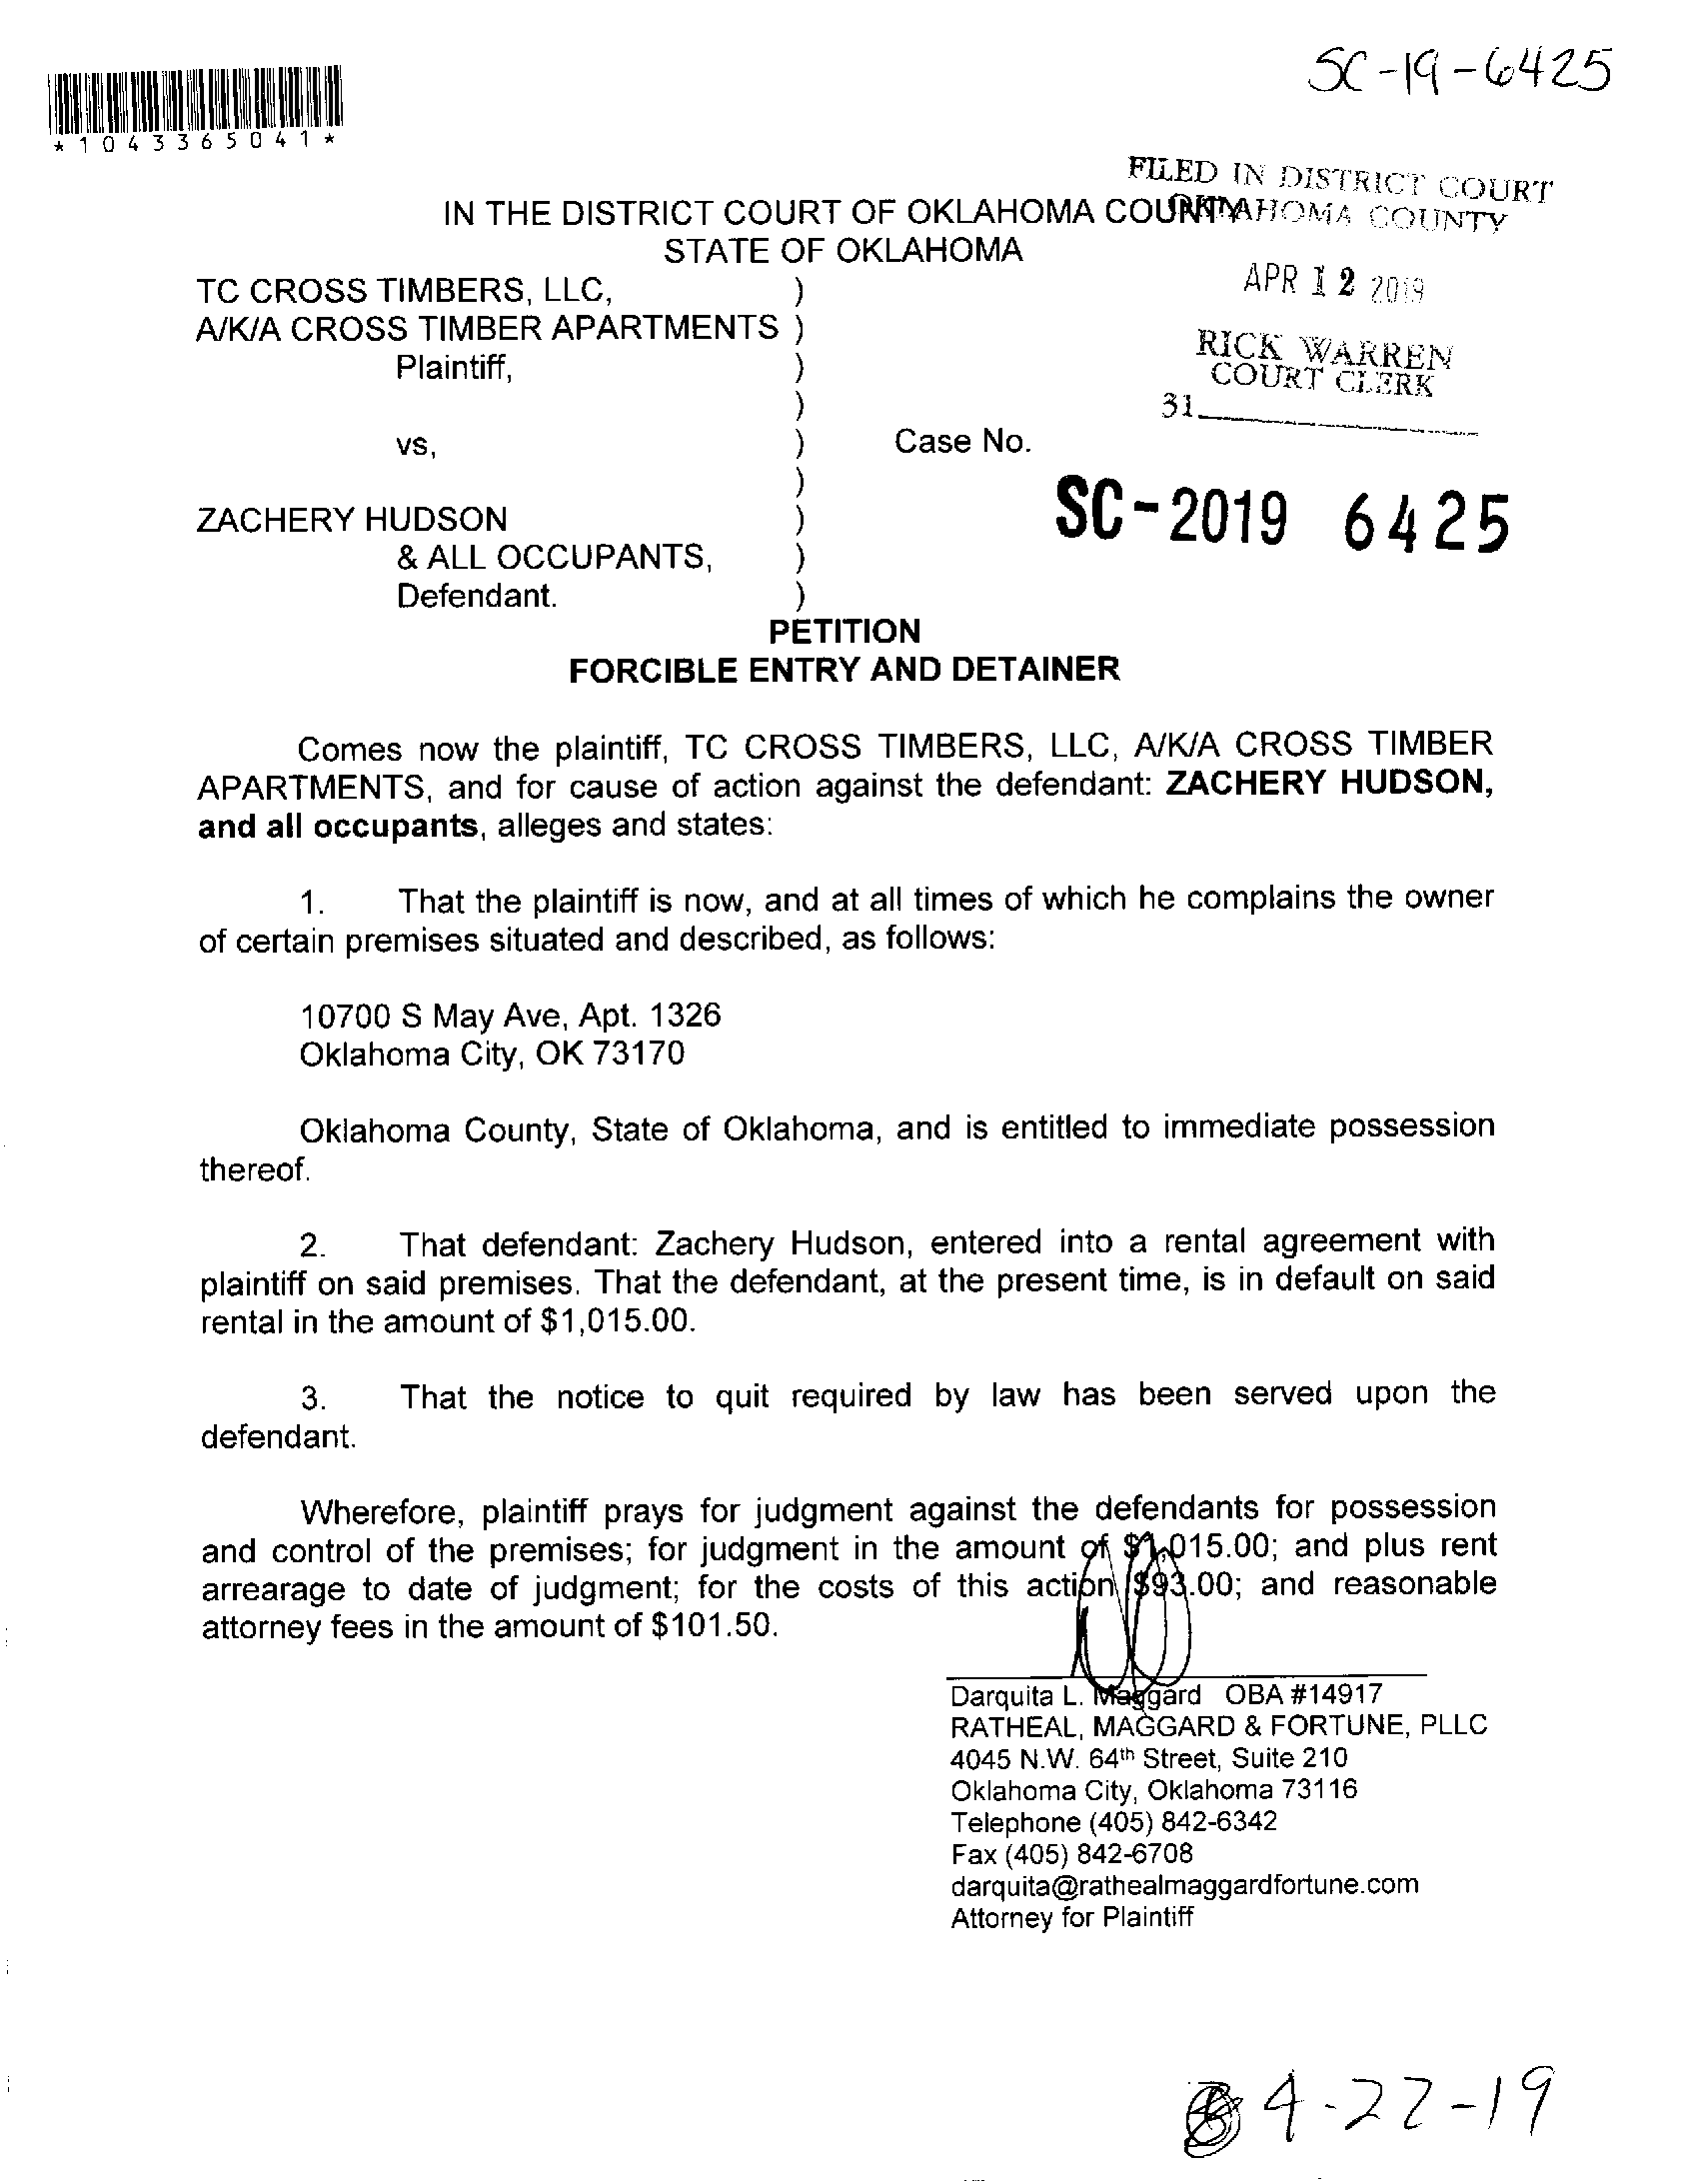 SC-19-6425
*1043365041*
FILED IN DISTRICT COURT
OKLAHOMA COUNTY
IN THE DISTRICT COURT OF OKLAHOMA COUNTY
STATE OF OKLAHOMA
APR 12 2019
RICK WARREN
COURT CLERK
31
TC CROSS TIMBERS, LLC, )
A/K/A CROSS TIMBER APARTMENTS )
Plaintiff, )
)
vs, ) Case No.
)
SC-2019 6425
ZACHERY HUDSON )
& ALL OCCUPANTS, )
Defendant. )
PETITION
FORCIBLE ENTRY AND DETAINER
Comes now the plaintiff, TC CROSS TIMBERS, LLC, A/K/A CROSS TIMBER
APARTMENTS, and for cause of action against the defendant: ZACHERY HUDSON,
and all occupants, alleges and states:
1. That the plaintiff is now, and at all times of which he complains the owner
of certain premises situated and described, as follows:
10700 S May Ave, Apt. 1326
Oklahoma City, OK 73170
Oklahoma County, State of Oklahoma, and is entitled to immediate possession
thereof.
2. That defendant: Zachery Hudson, entered into a rental agreement with
plaintiff on said premises. That the defendant, at the present time, is in default on said
rental in the amount of $1,015.00.
3. That the notice to quit required by law has been served upon the
defendant.
Wherefore, plaintiff prays for judgment against the defendants for possession
and control of the premises; for judgment in the amount of $1,015.00; and plus rent
arrearage to date of judgment; for the costs of this action $93.00; and reasonable
attorney fees in the amount of $101.50.
Darquita L. Maggard OBA #14917
RATHEAL, MAGGARD & FORTUNE, PLLC
4045 N.W. 64th Street, Suite 210
Oklahoma City, Oklahoma 73116
Telephone (405) 842-6342
Fax (405) 842-6708
darquita@rathealmaggardfortune.com
Attorney for Plaintiff
4-22-19